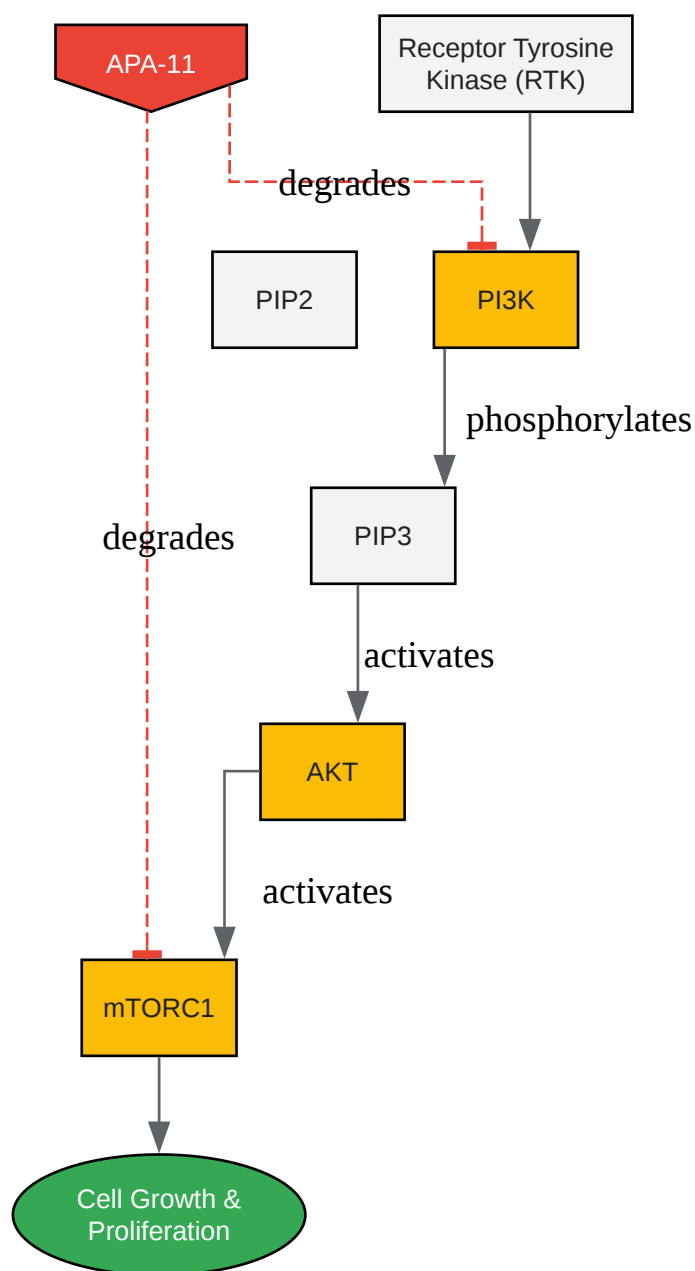 APA-11
Receptor Tyrosine
Kinase (RTK)
degrades
PIP2
PI3K
phosphorylates
degrades
PIP3
activates
AKT
activates
mTORC1
Cell Growth &
Proliferation